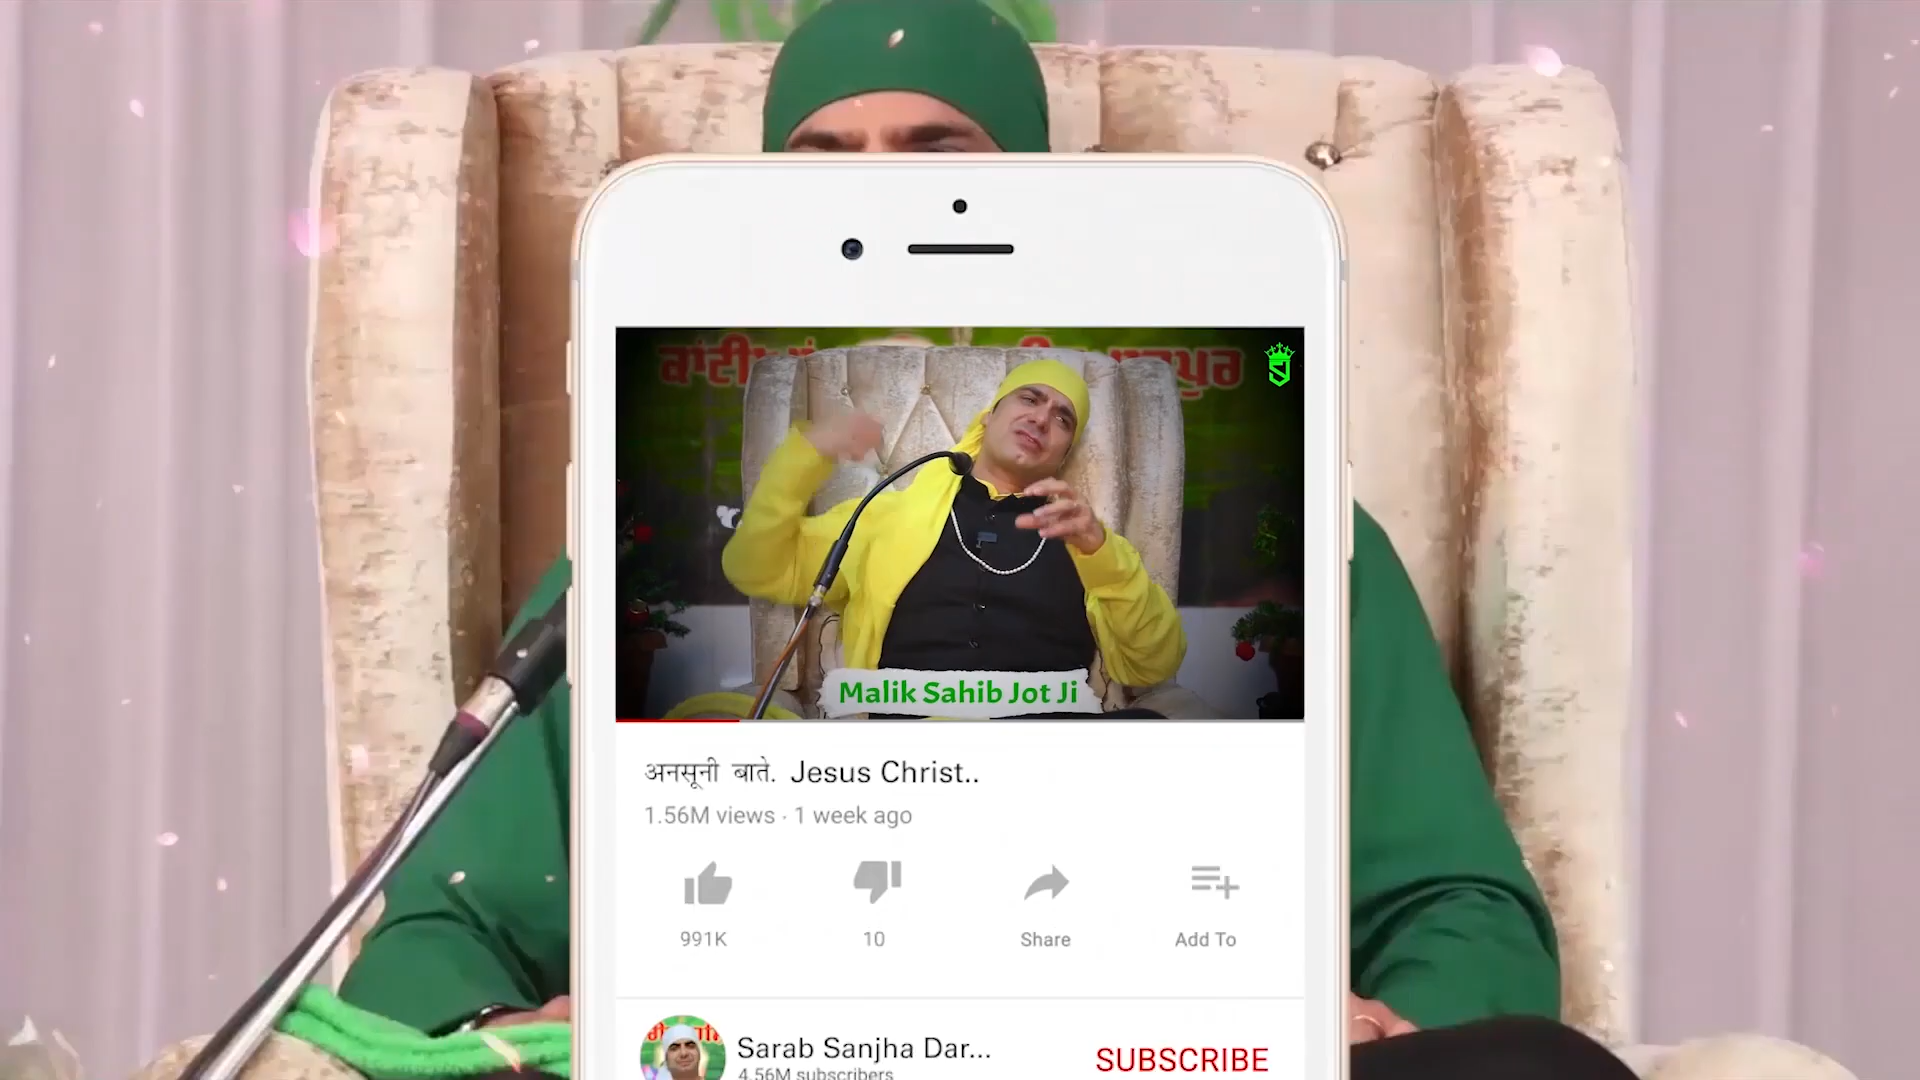 Malik Sahib Jot Ji
अनसूनी बाते. Jesus Christ..
1.56M views · 1 week ago
991K
10
Share
Add To
Sarab Sanjha Dar...
SUBSCRIBE
4.56M subscribers